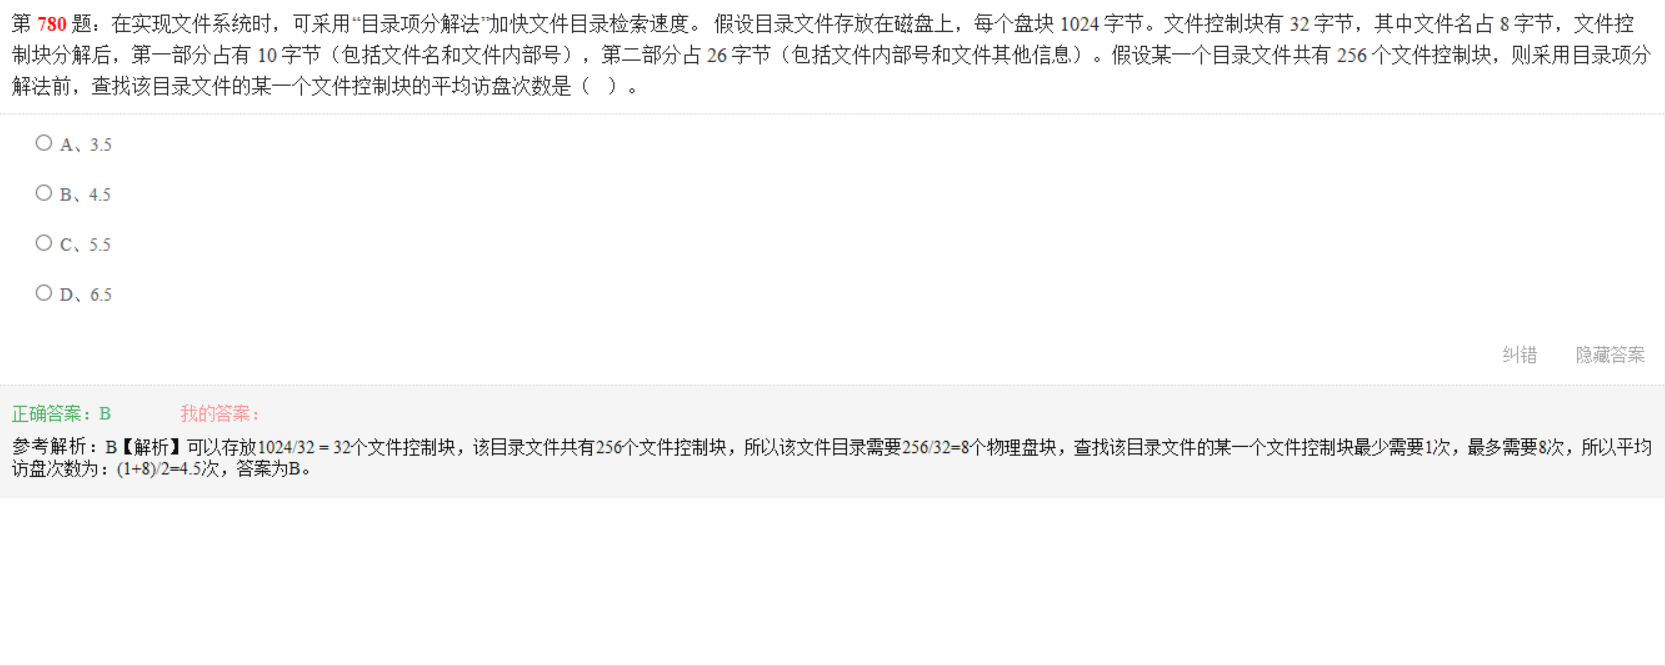 第 780 题：在实现文件系统时，可采用“目录项分解法”加快文件目录检索速度。 假设目录文件存放在磁盘上，每个盘块 1024 字节。文件控制块有 32 字节，其中文件名占 8 字节，文件控
制块分解后，第一部分占有 10 字节（包括文件名和文件内部号），第二部分占 26 字节（包括文件内部号和文件其他信息）。假设某一个目录文件共有 256 个文件控制块，则采用目录项分
解法前，查找该目录文件的某一个文件控制块的平均访盘次数是（ ）。
A、3.5
B、4.5
C、5.5
D、6.5
纠错 隐藏答案
正确答案：B 我的答案：
参考解析：B【解析】可以存放1024/32 = 32个文件控制块，该目录文件共有256个文件控制块，所以该文件目录需要256/32=8个物理盘块，查找该目录文件的某一个文件控制块最少需要1次，最多需要8次，所以平均
访盘次数为：(1+8)/2=4.5次，答案为B。